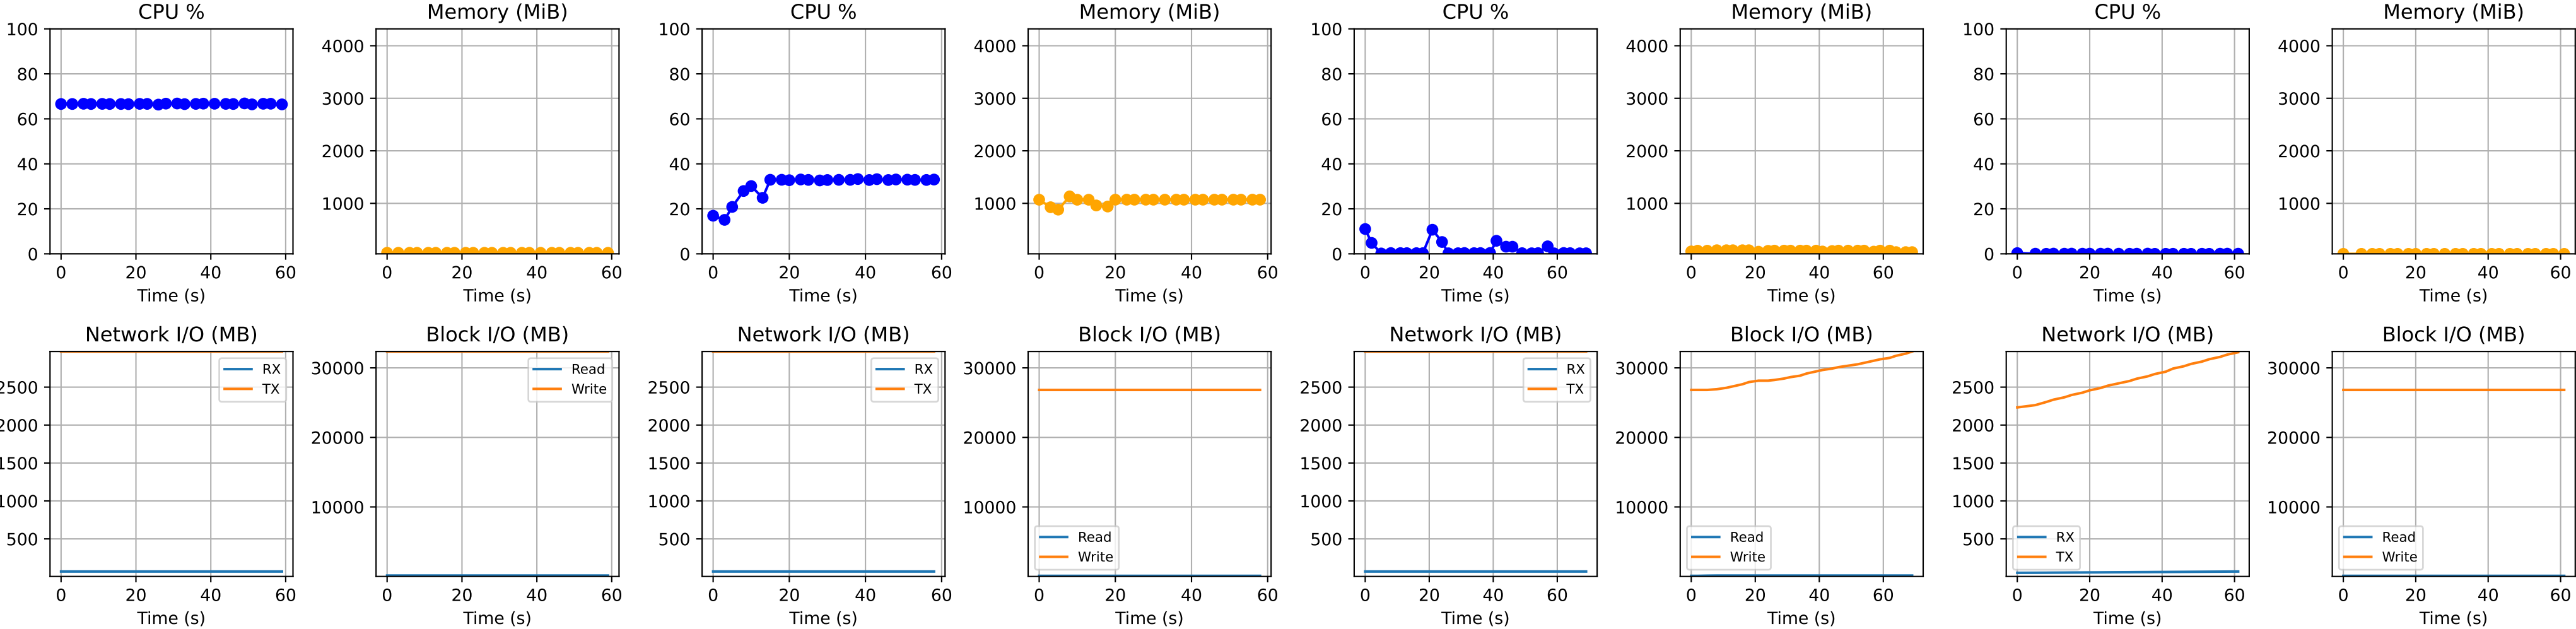 CPU % Memory (MiB) CPU % Memory (MiB) CPU % Memory (MiB) CPU % Memory (MiB)
100 100 100 100
4000 4000 4000 4000
80 80 80 80
3000 3000 3000 3000
60 60 60 60
2000 2000 2000 2000
40 40 40 40
1000 1000 1000 1000
20 20 20 20
0 0 0 0
0 20 40 60 0 20 40 60 0 20 40 60 0 20 40 60 0 20 40 60 0 20 40 60 0 20 40 60 0 20 40 60
Time (s) Time (s) Time (s) Time (s) Time (s) Time (s) Time (s) Time (s)
Network I/O (MB) Block I/O (MB) Network I/O (MB) Block I/O (MB) Network I/O (MB) Block I/O (MB) Network I/O (MB) Block I/O (MB)
RX 30000 Read RX 30000 RX 30000 30000
2500 TX Write 2500 TX 2500 TX 2500
2000 20000 2000 20000 2000 20000 2000 20000
1500 1500 1500 1500
1000 10000 1000 10000 1000 10000 1000 10000
500 500 Read 500 Read 500 RX Read
Write Write TX Write
0 20 40 60 0 20 40 60 0 20 40 60 0 20 40 60 0 20 40 60 0 20 40 60 0 20 40 60 0 20 40 60
Time (s) Time (s) Time (s) Time (s) Time (s) Time (s) Time (s) Time (s)